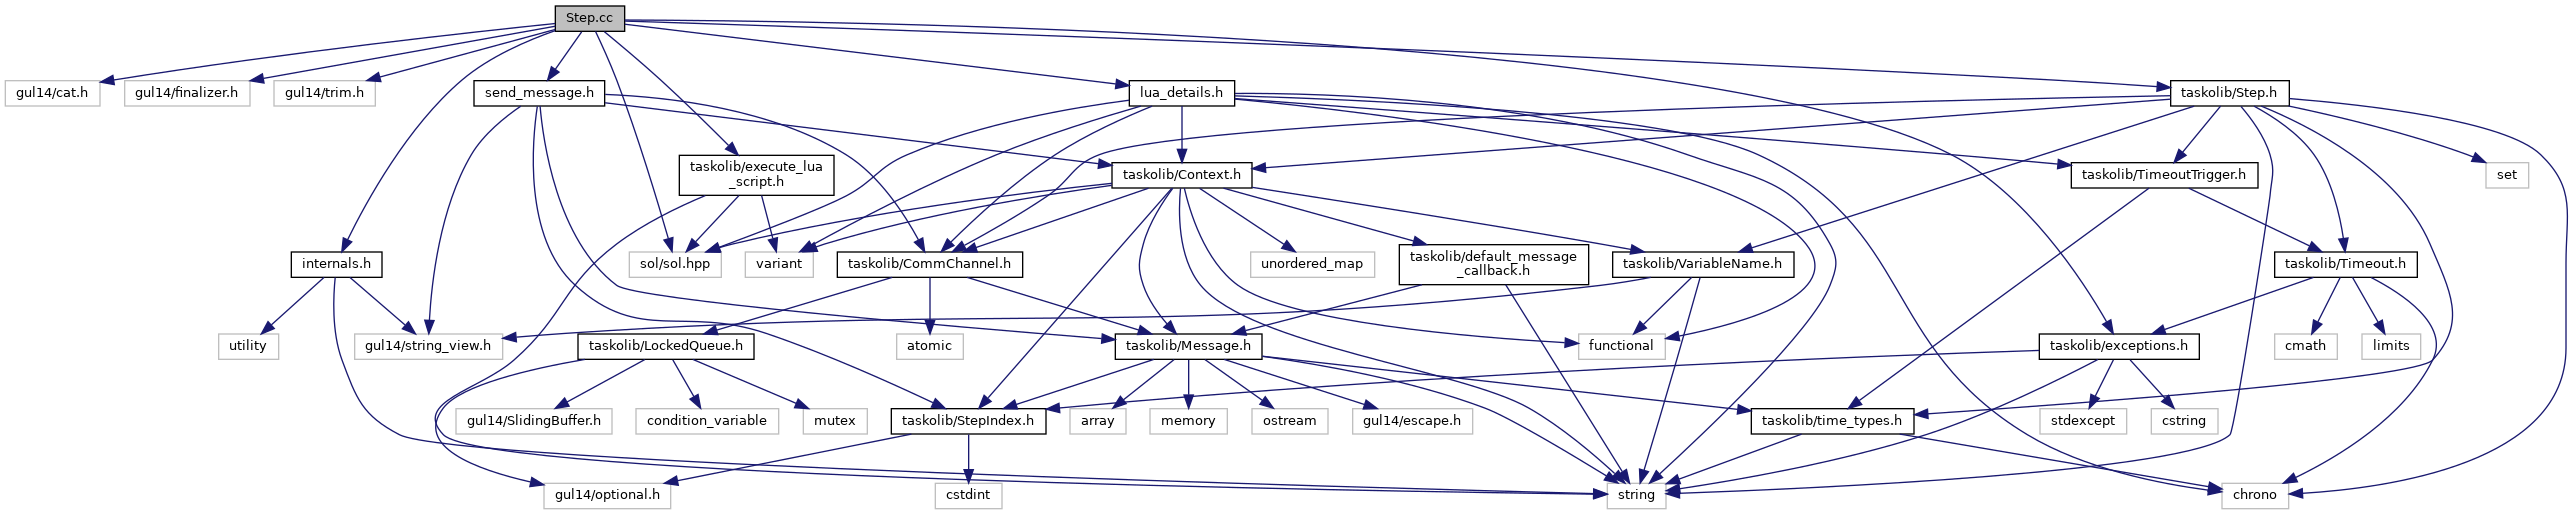 Step.cc
gul14/cat.h
gul14/finalizer.h
gul14/trim.h
send_message.h
lua_details.h
taskolib/Step.h
taskolib/execute_lua
_script.h
taskolib/Context.h
taskolib/TimeoutTrigger.h
set
internals.h
sol/sol.hpp
variant
taskolib/CommChannel.h
unordered_map
taskolib/default_message
_callback.h
taskolib/VariableName.h
taskolib/Timeout.h
utility
gul14/string_view.h
taskolib/LockedQueue.h
atomic
taskolib/Message.h
functional
taskolib/exceptions.h
cmath
limits
gul14/SlidingBuffer.h
condition_variable
mutex
taskolib/StepIndex.h
array
memory
ostream
gul14/escape.h
taskolib/time_types.h
stdexcept
cstring
gul14/optional.h
cstdint
string
chrono